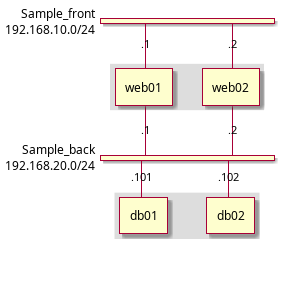 Sample_front
192.168.10.0/24
.1
.2
web01
web02
.1
.2
Sample_back
192.168.20.0/24
.101
.102
db01
db02